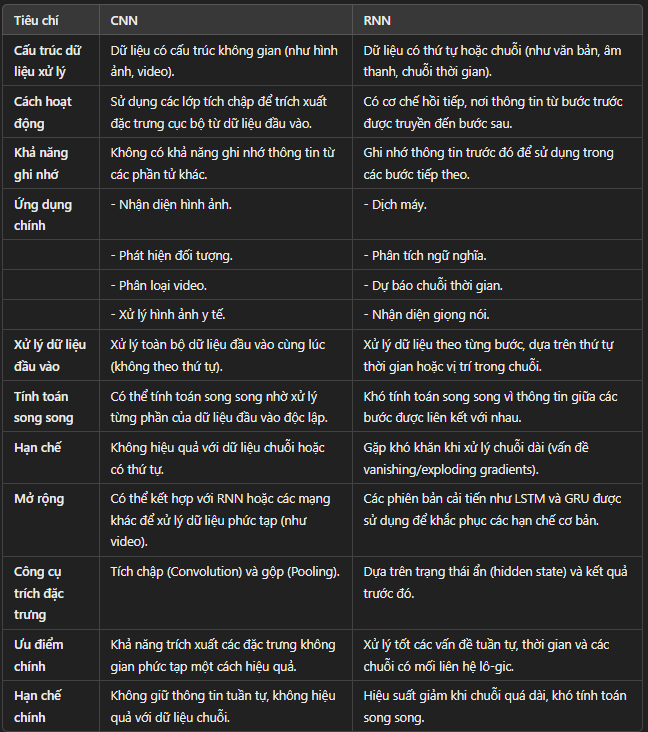 Tiêu chí CNN RNN
Cấu trúc dữ Dữ liệu có cấu trúc không gian (như hình Dữ liệu có thứ tự hoặc chuỗi (như văn bản, âm
liệu xử lý ảnh, video). thanh, chuỗi thời gian).
Cách hoạt Sử dụng các lớp tích chập để trích xuất Có cơ chế hồi tiếp, nơi thông tin từ bước trước
động đặc trưng cục bộ từ dữ liệu đầu vào. được truyền đến bước sau.
Khả năng Không có khả năng ghi nhớ thông tin từ Ghi nhớ thông tin trước đó để sử dụng trong
ghi nhớ các phần tử khác. các bước tiếp theo.
Ứng dụng - Nhận diện hình ảnh. - Dịch máy.
chính
- Phát hiện đối tượng. - Phân tích ngữ nghĩa.
- Phân loại video. - Dự báo chuỗi thời gian.
- Xử lý hình ảnh y tế. - Nhận diện giọng nói.
Xử lý dữ liệu Xử lý toàn bộ dữ liệu đầu vào cùng lúc Xử lý dữ liệu theo từng bước, dựa trên thứ tự
đầu vào (không theo thứ tự). thời gian hoặc vị trí trong chuỗi.
Tính toán Có thể tính toán song song nhờ xử lý Khó tính toán song song vì thông tin giữa các
song song từng phần của dữ liệu đầu vào độc lập. bước được liên kết với nhau.
Hạn chế Không hiệu quả với dữ liệu chuỗi hoặc Gặp khó khăn khi xử lý chuỗi dài (vấn đề
có thứ tự. vanishing/exploding gradients).
Mở rộng Có thể kết hợp với RNN hoặc các mạng Các phiên bản cải tiến như LSTM và GRU được
khác để xử lý dữ liệu phức tạp (như sử dụng để khắc phục các hạn chế cơ bản.
video).
Công cụ Tích chập (Convolution) và gộp (Pooling). Dựa trên trạng thái ẩn (hidden state) và kết quả
trích đặc trước đó.
trưng
Ưu điểm Khả năng trích xuất các đặc trưng không Xử lý tốt các vấn đề tuần tự, thời gian và các
chính gian phức tạp một cách hiệu quả. chuỗi có mối liên hệ lô-gic.
Hạn chế Không giữ thông tin tuần tự, không hiệu Hiệu suất giảm khi chuỗi quá dài, khó tính toán
chính quả với dữ liệu chuỗi. song song.